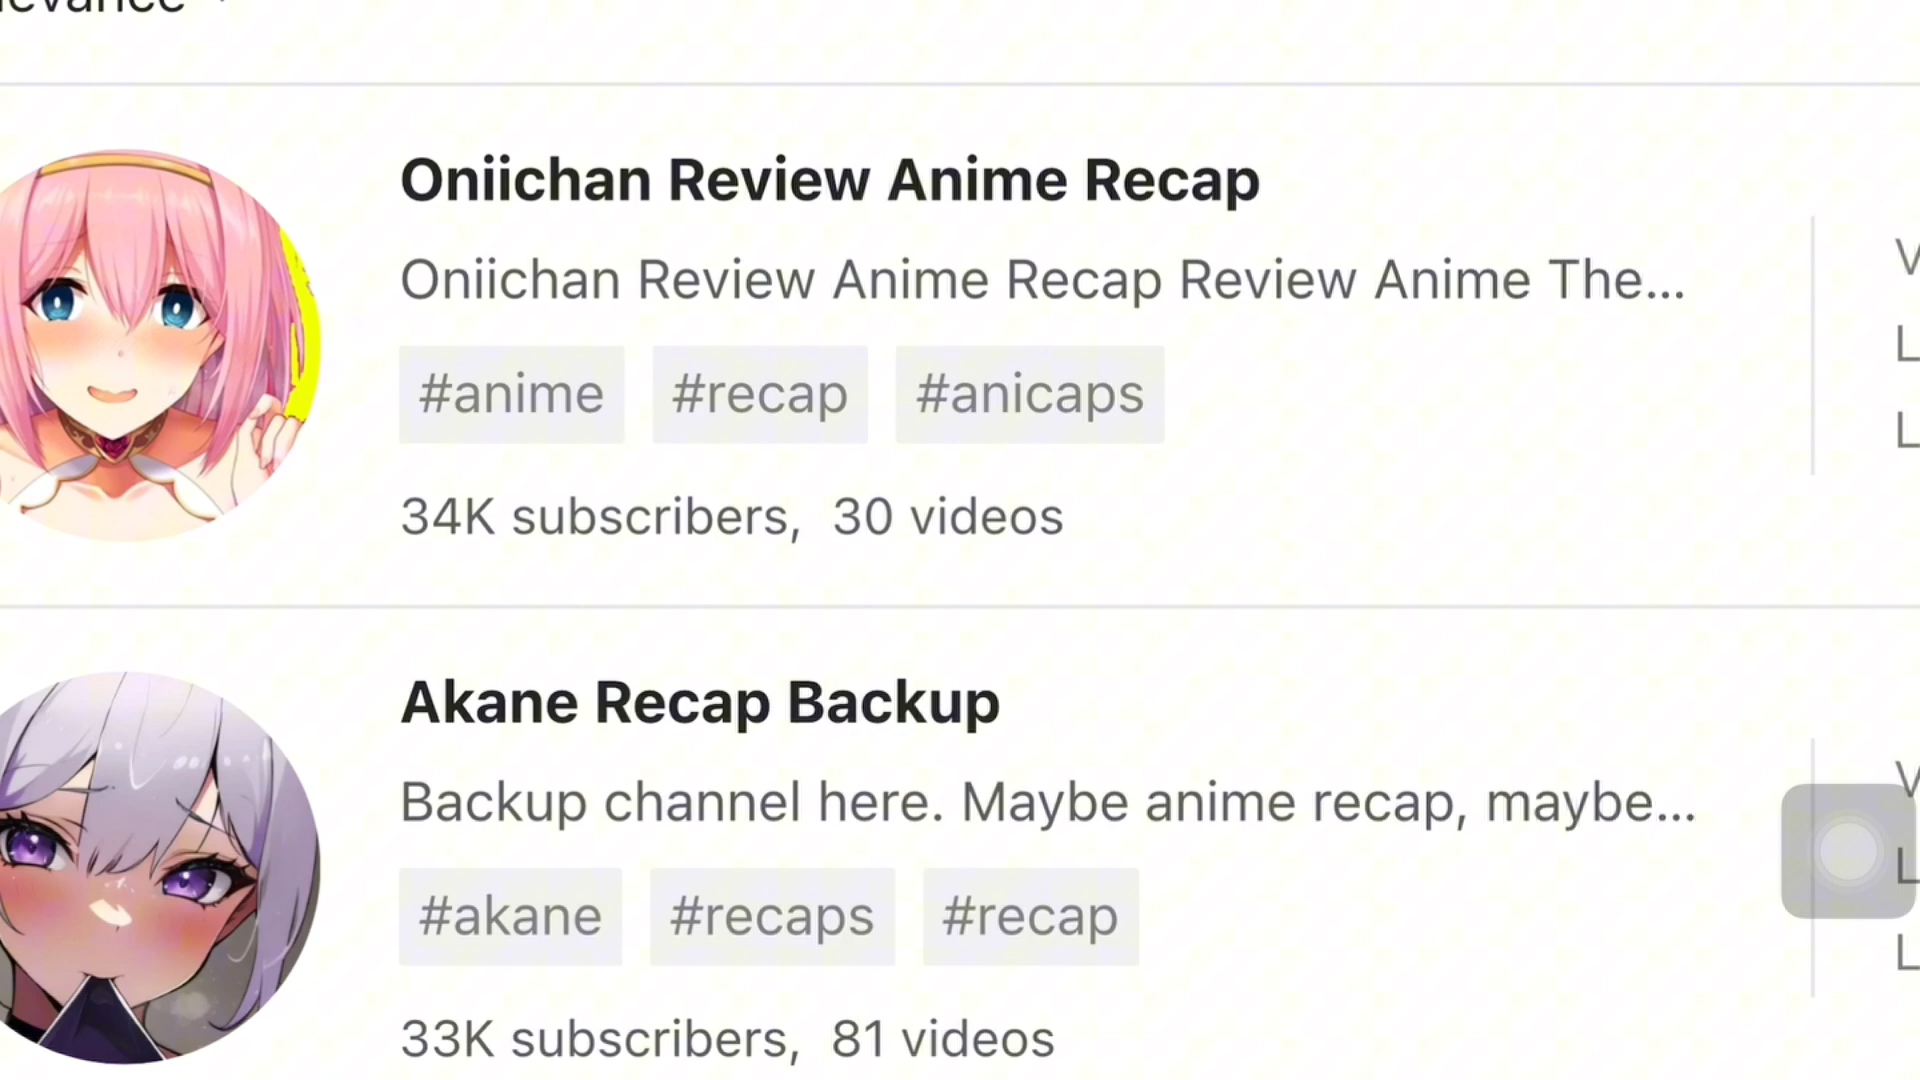 Oniichan Review Anime Recap
Oniichan Review Anime Recap Review Anime The...
#anime #recap #anicaps
34K subscribers, 30 videos
Akane Recap Backup
Backup channel here. Maybe anime recap, maybe...
#akane #recaps #recap
33K subscribers, 81 videos